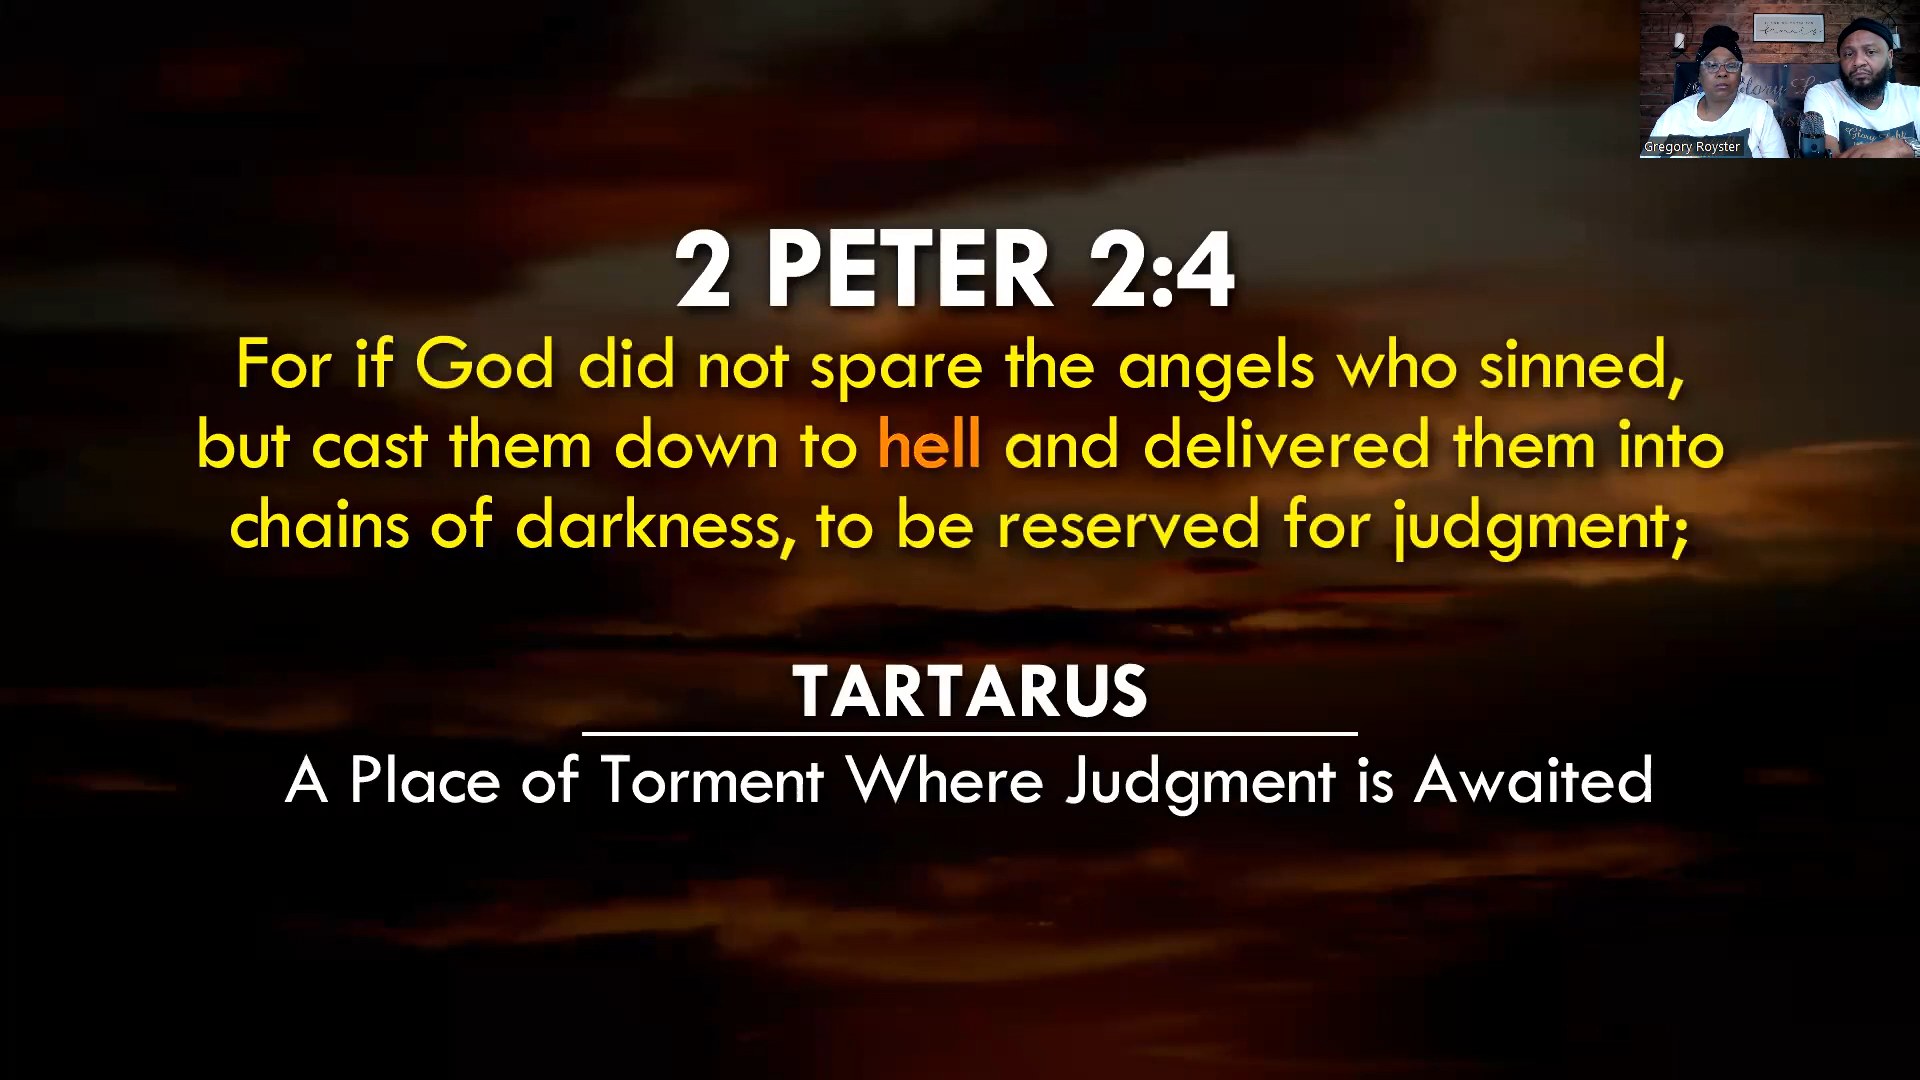 2 PETER 2:4
For if God did not spare the angels who sinned,
but cast them down to hell and delivered them into
chains of darkness, to be reserved for judgment;
TARTARUS
A Place of Torment Where Judgment is Awaited
Gregory Royster